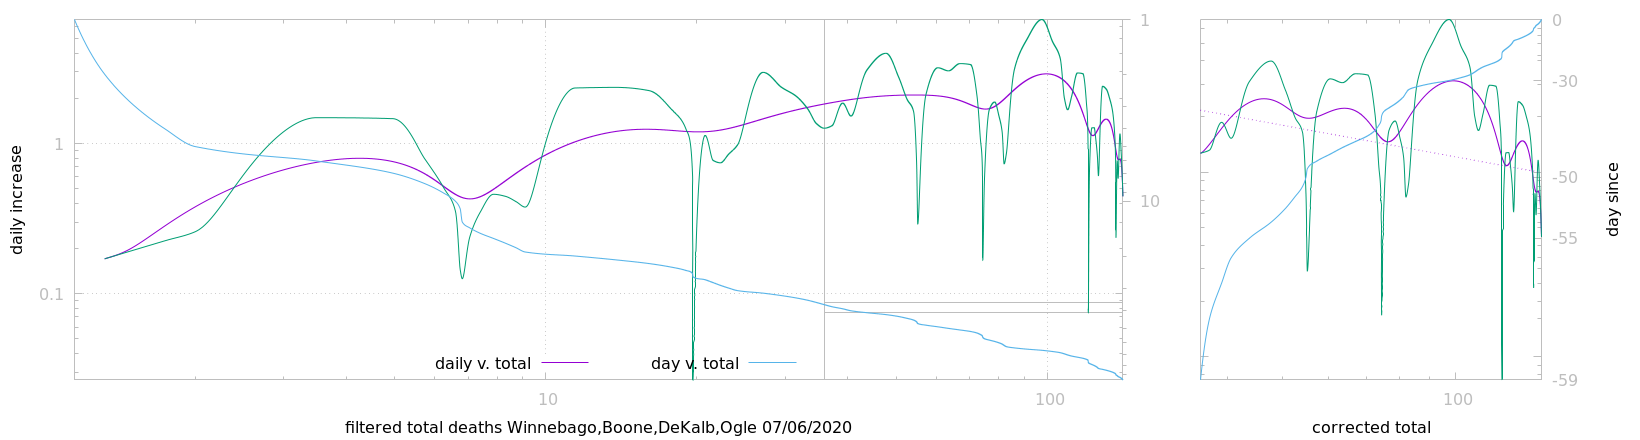 1
0
-30
daily increase
1
10
-50
-55
day since
0.1
daily v. total
day v. total
-59
10
100
100
filtered total deaths Winnebago,Boone,DeKalb,Ogle 07/06/2020
corrected total